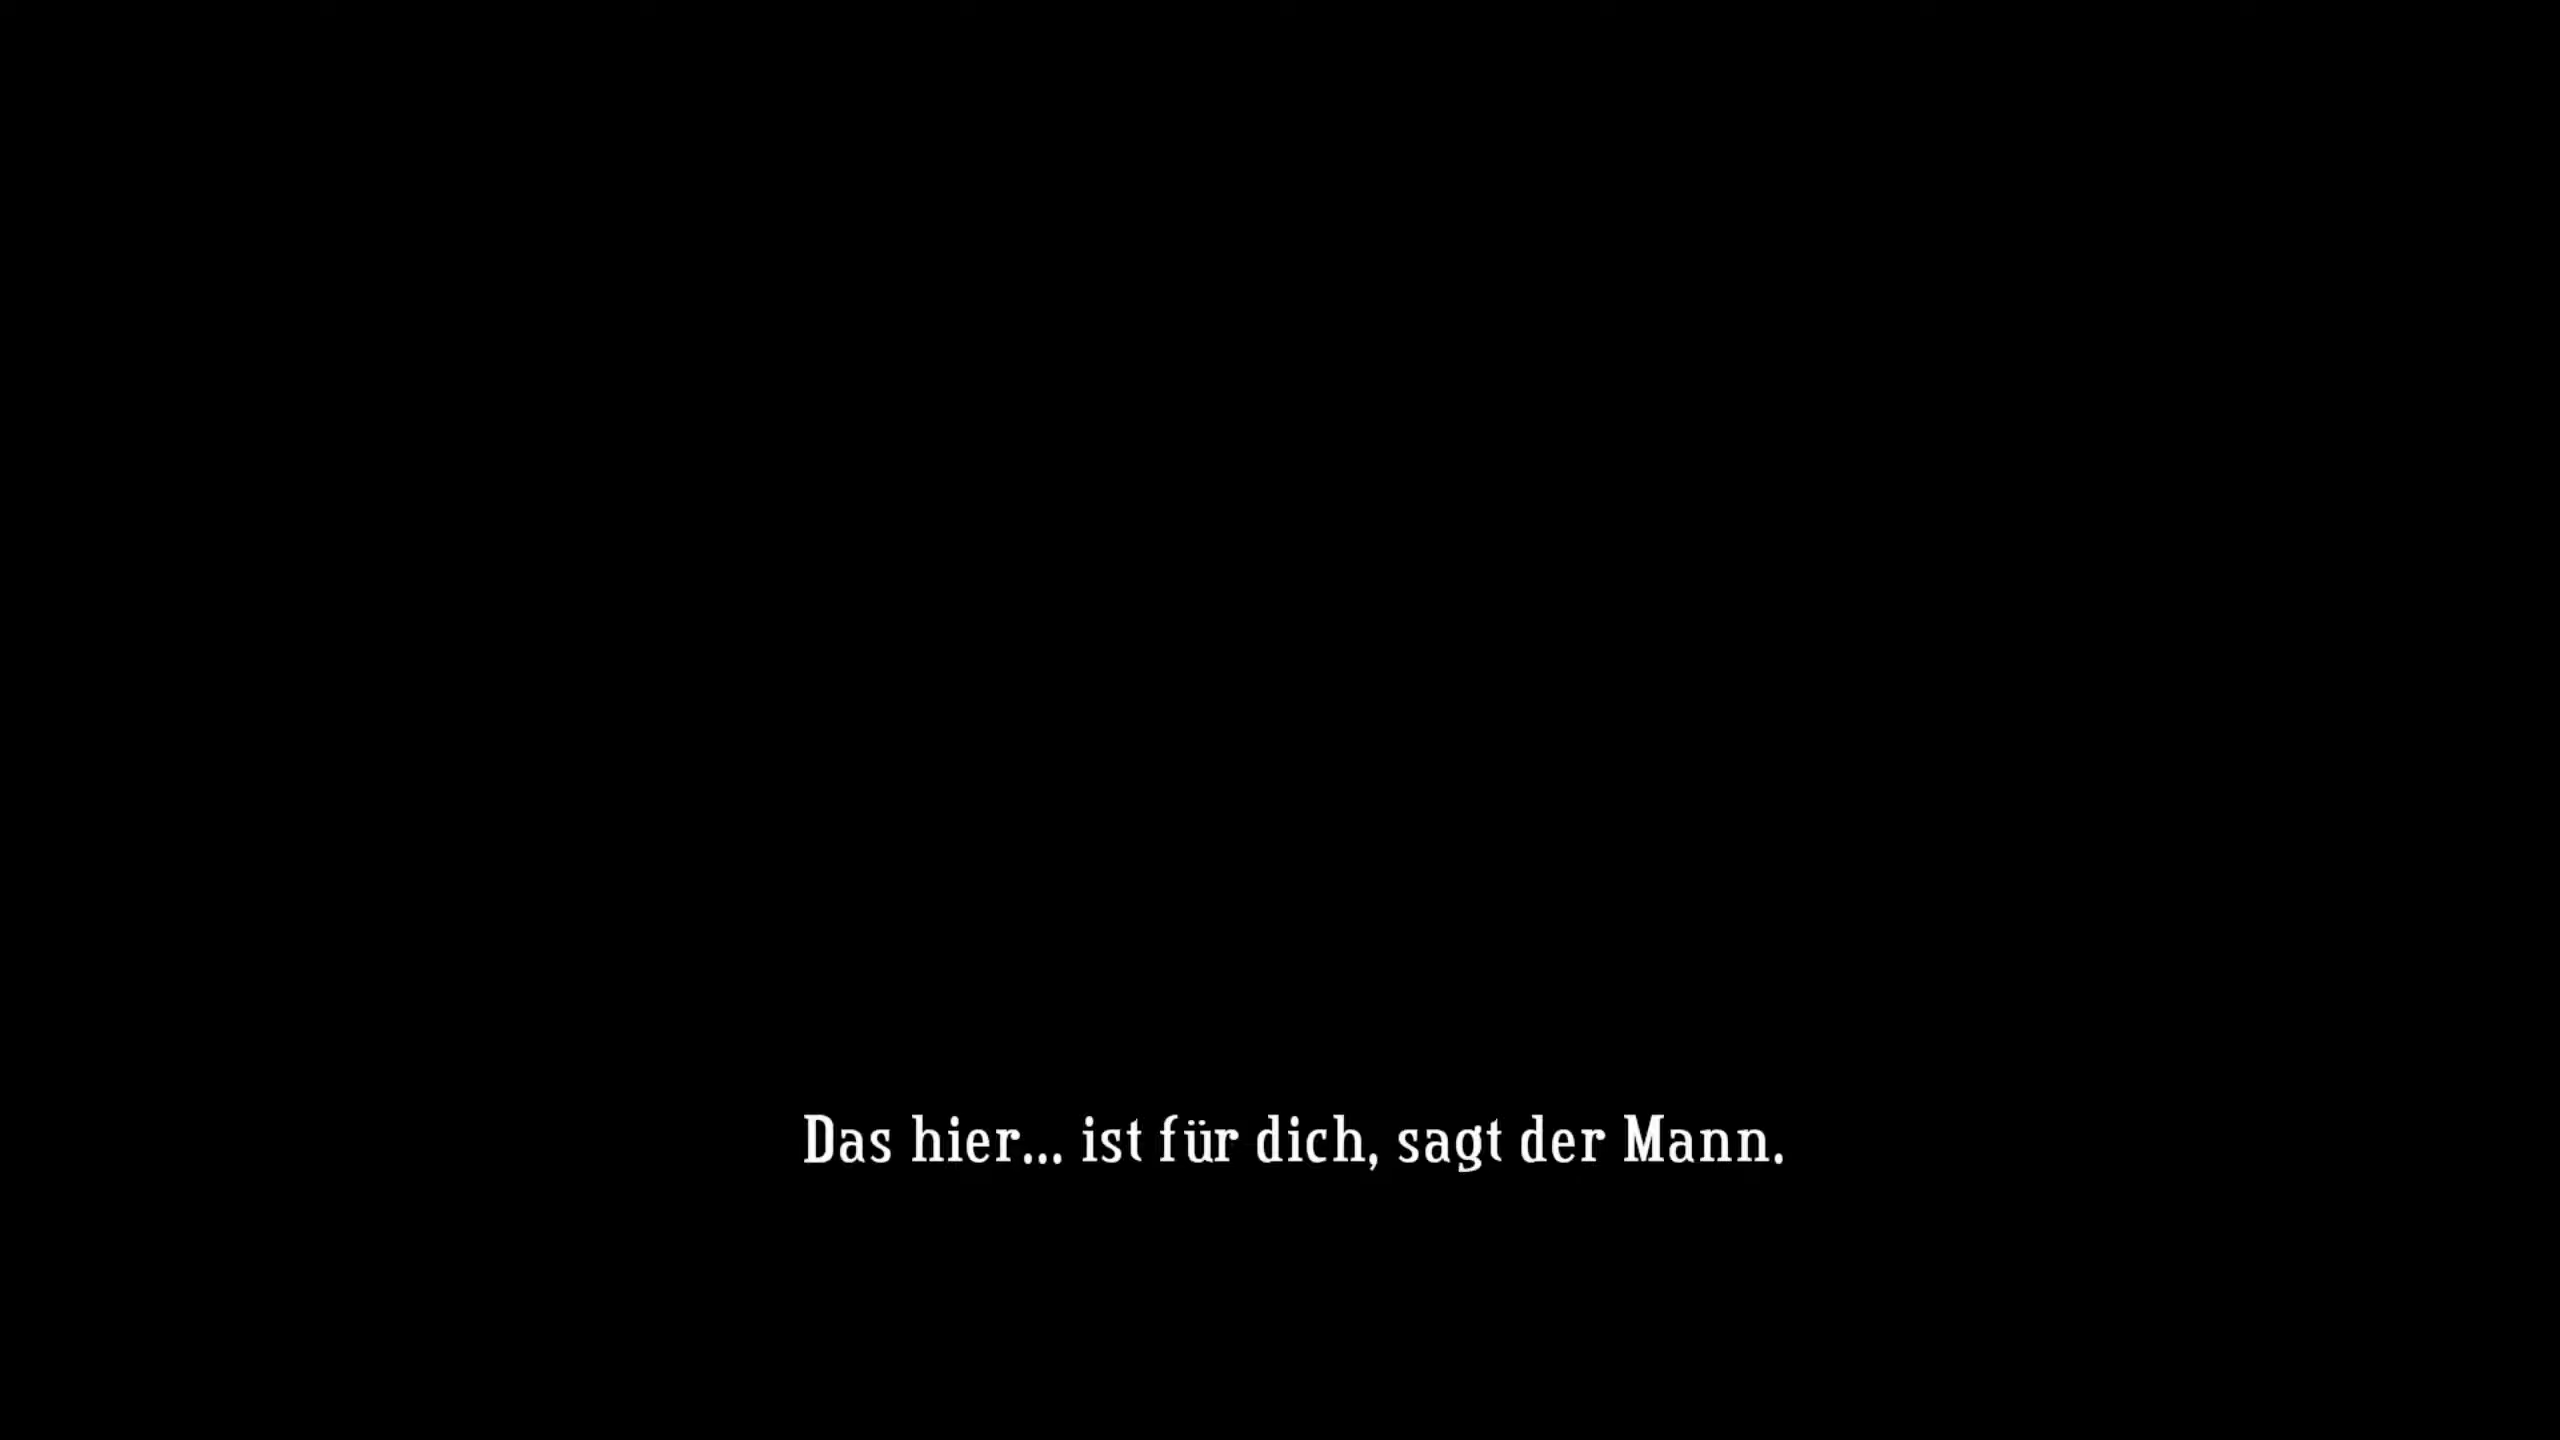 Das hier... ist für dich, sagt der Mann.